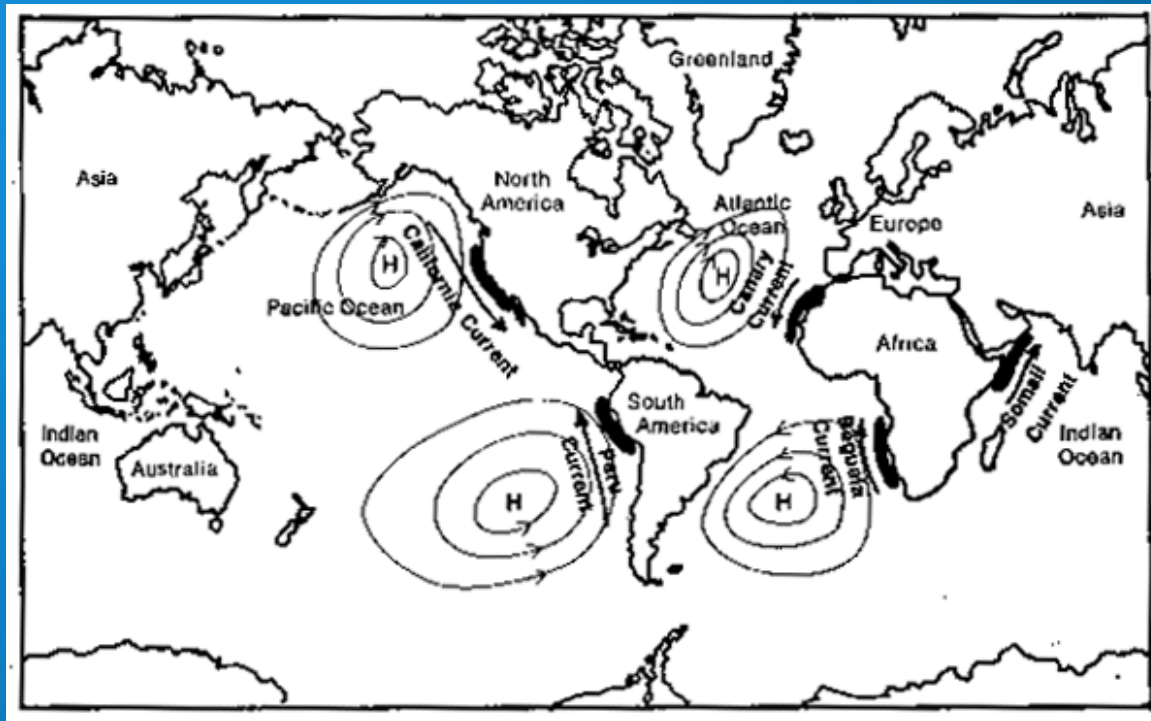 Greenland
Asia
North
America
Atlantic
Ocean
Europe
Asia
H
California Current
H
Canary
Current
Pacific Ocean
Africa
South
America
Somali
Current
Indian
Ocean
Australia
Peru
Current
Benguela
Current
Indian
Ocean
H
H